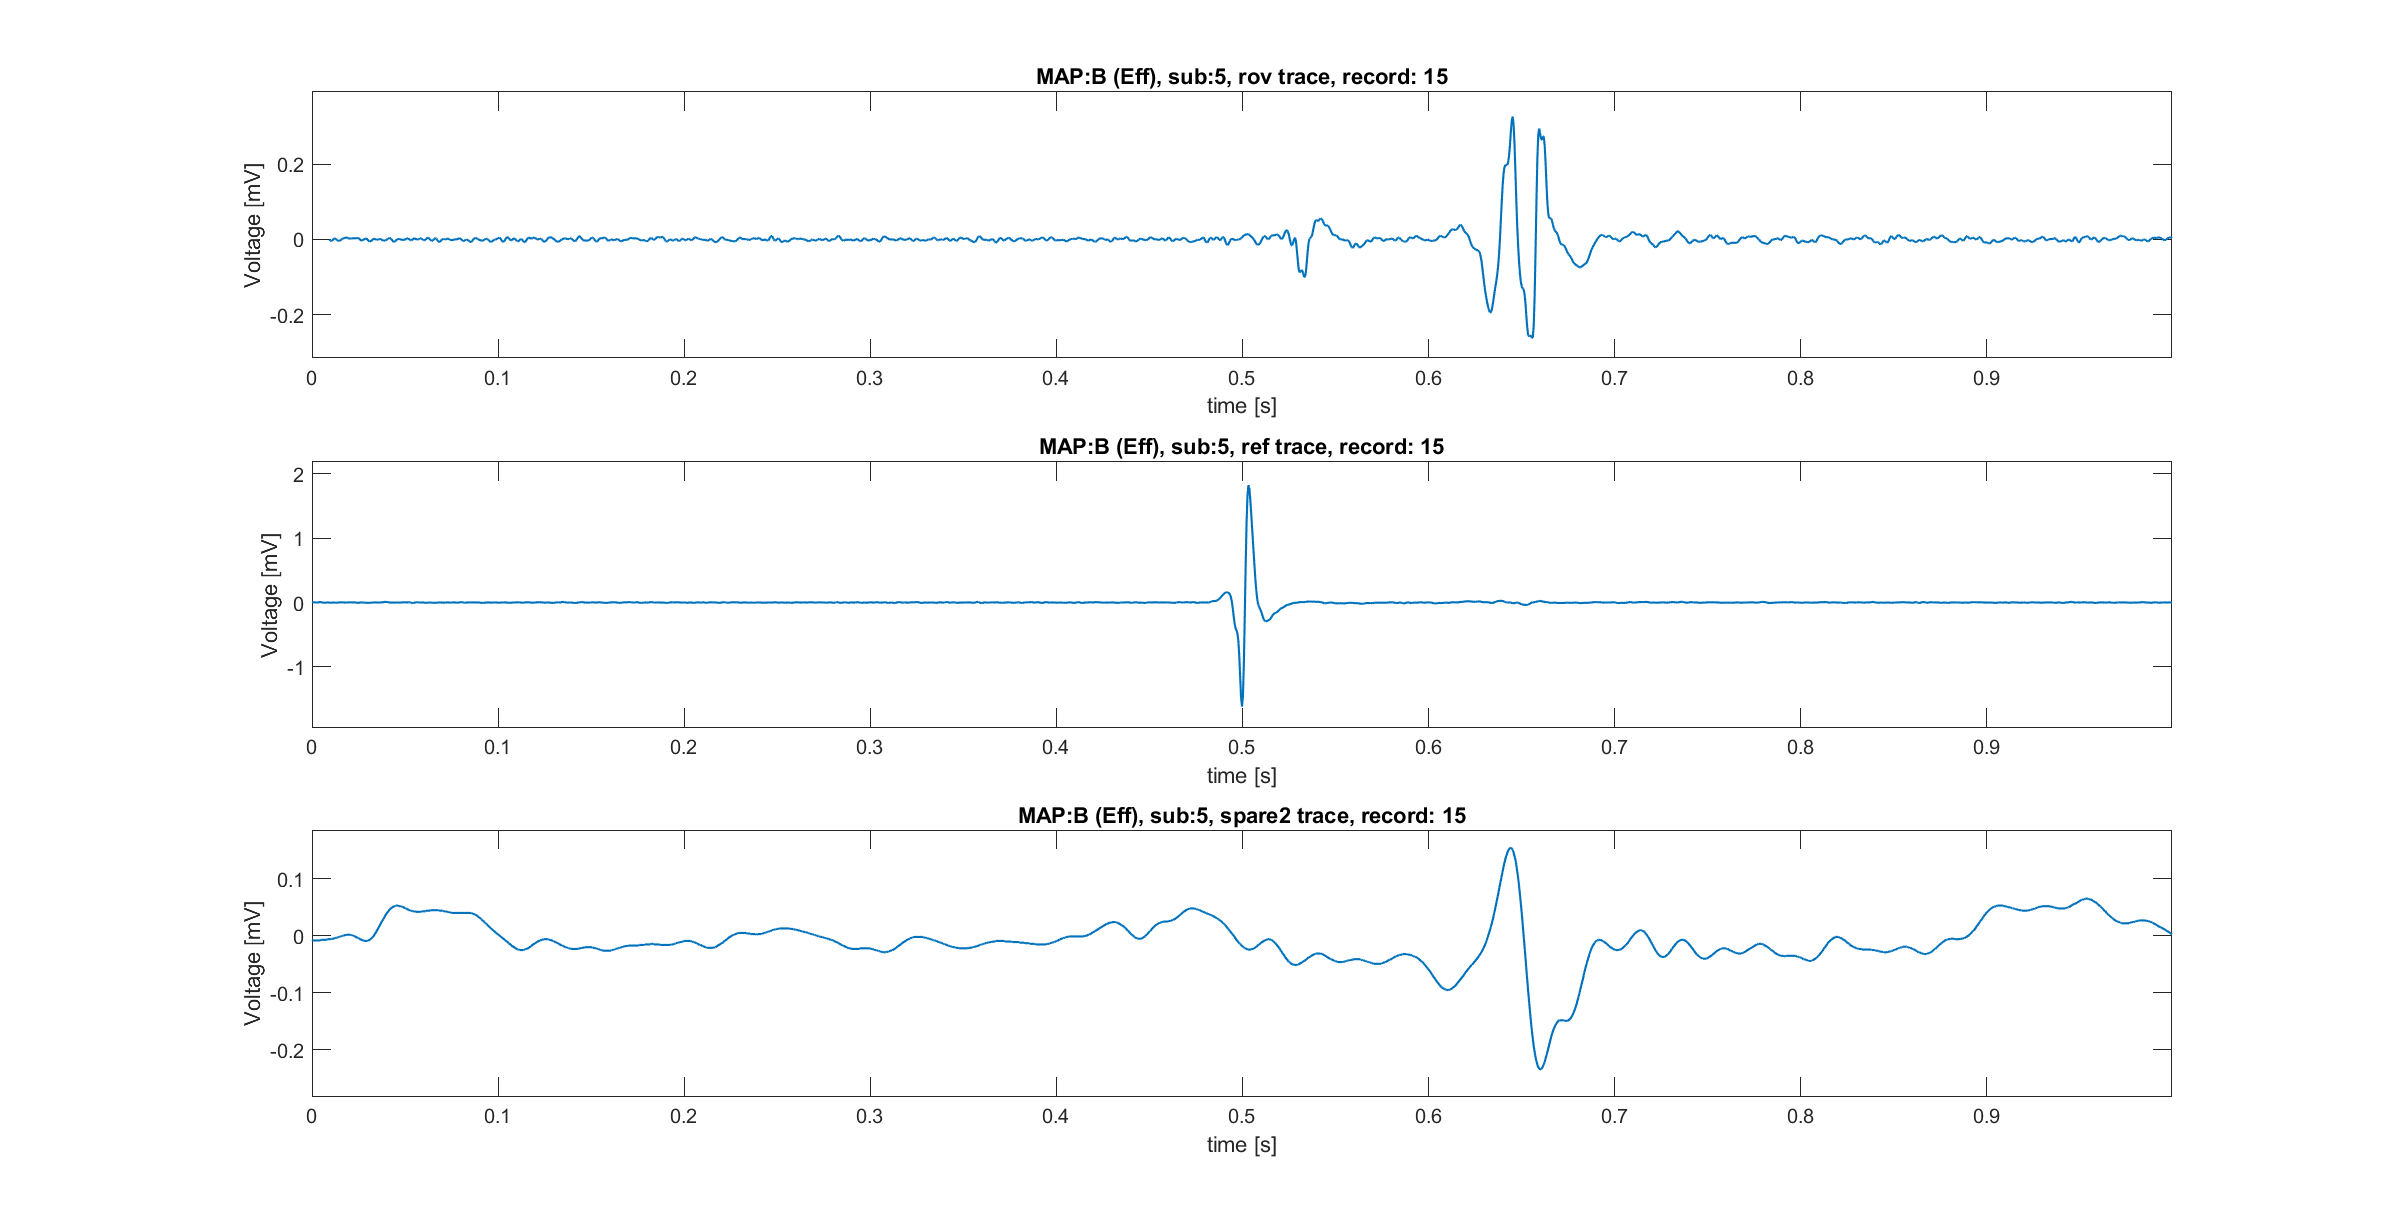 MAP:B (Eff), sub:5, rov trace, record: 15
Voltage [mV]
0.2
0
-0.2
0 0.1 0.2 0.3 0.4 0.5 0.6 0.7 0.8 0.9
time [s]
MAP:B (Eff), sub:5, ref trace, record: 15
Voltage [mV]
2
1
0
-1
0 0.1 0.2 0.3 0.4 0.5 0.6 0.7 0.8 0.9
time [s]
MAP:B (Eff), sub:5, spare2 trace, record: 15
Voltage [mV]
0.1
0
-0.1
-0.2
0 0.1 0.2 0.3 0.4 0.5 0.6 0.7 0.8 0.9
time [s]